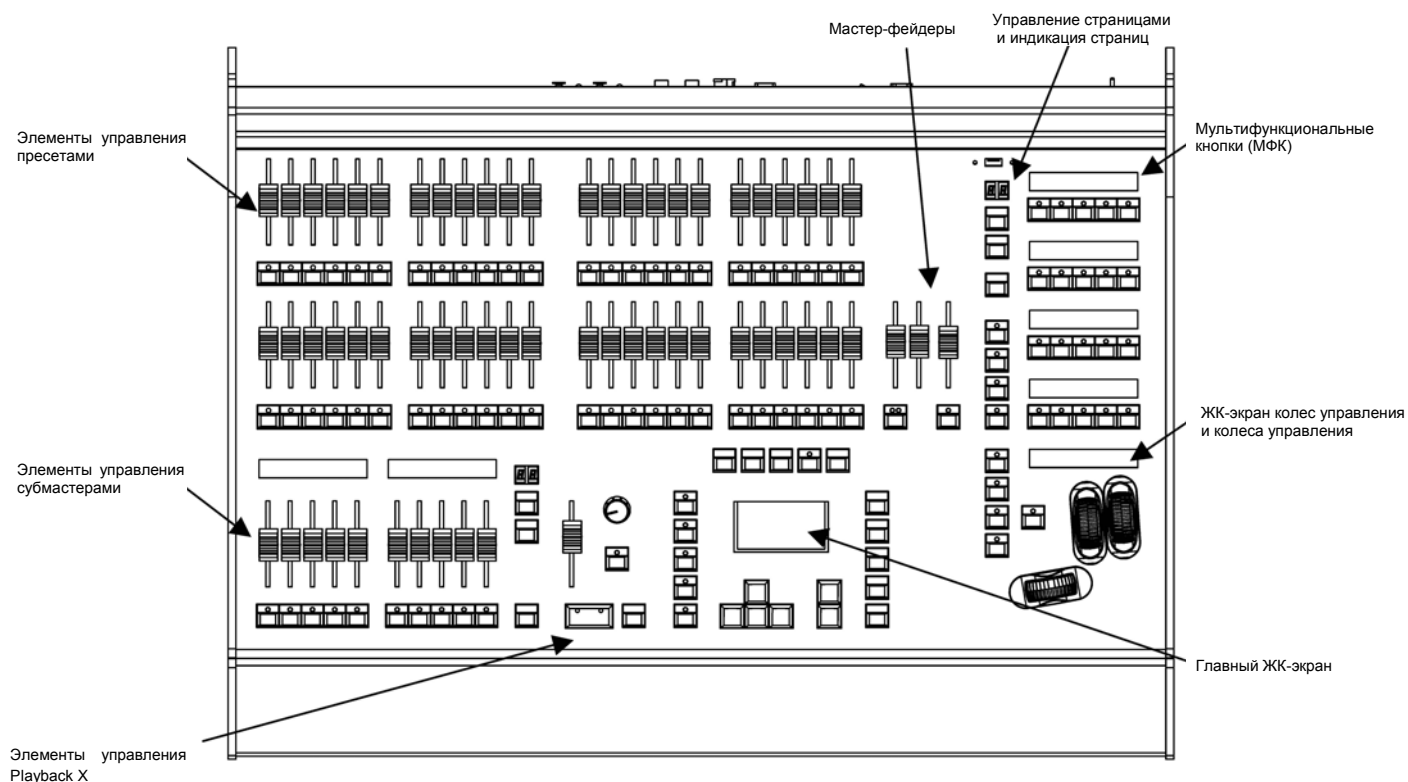 Управление страницами
и индикация страниц
Мастер-фейдеры
Элементы управления
пресетами
Мультифункциональные
кнопки (МФК)
ЖК-экран колес управления
и колеса управления
Элементы управления
субмастерами
Главный ЖК-экран
Элементы управления
Playback X